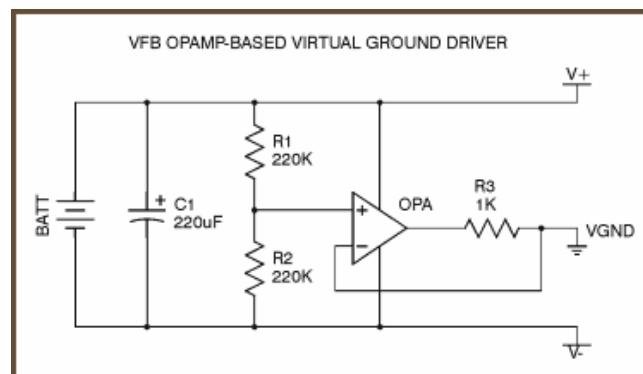 VFB OPAMP-BASED VIRTUAL GROUND DRIVER
V+
R1
220K
BATT
+
C1
220uF
+
−
OPA
R3
1K
VGND
R2
220K
V-